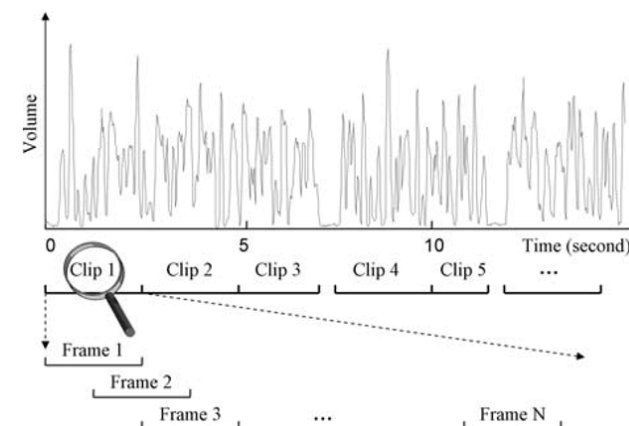 Volume
0 5 10 Time (second)
Clip 1 Clip 2 Clip 3 Clip 4 Clip 5 ...
Frame 1
Frame 2
Frame 3 ... Frame N